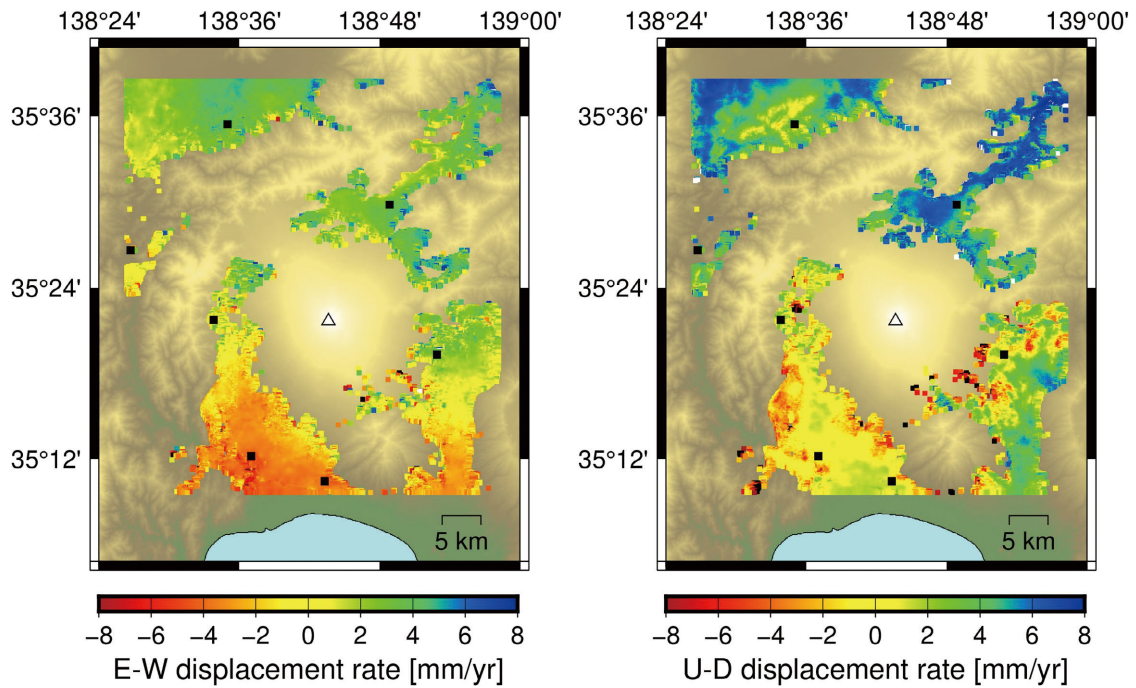 138°24' 138°36' 138°48' 139°00'
138°24' 138°36' 138°48' 139°00'
35°36'
35°36'
35°24'
35°24'
35°12'
35°12'
5 km
5 km
−8 −6 −4 −2 0 2 4 6 8
−8 −6 −4 −2 0 2 4 6 8
E-W displacement rate [mm/yr]
U-D displacement rate [mm/yr]